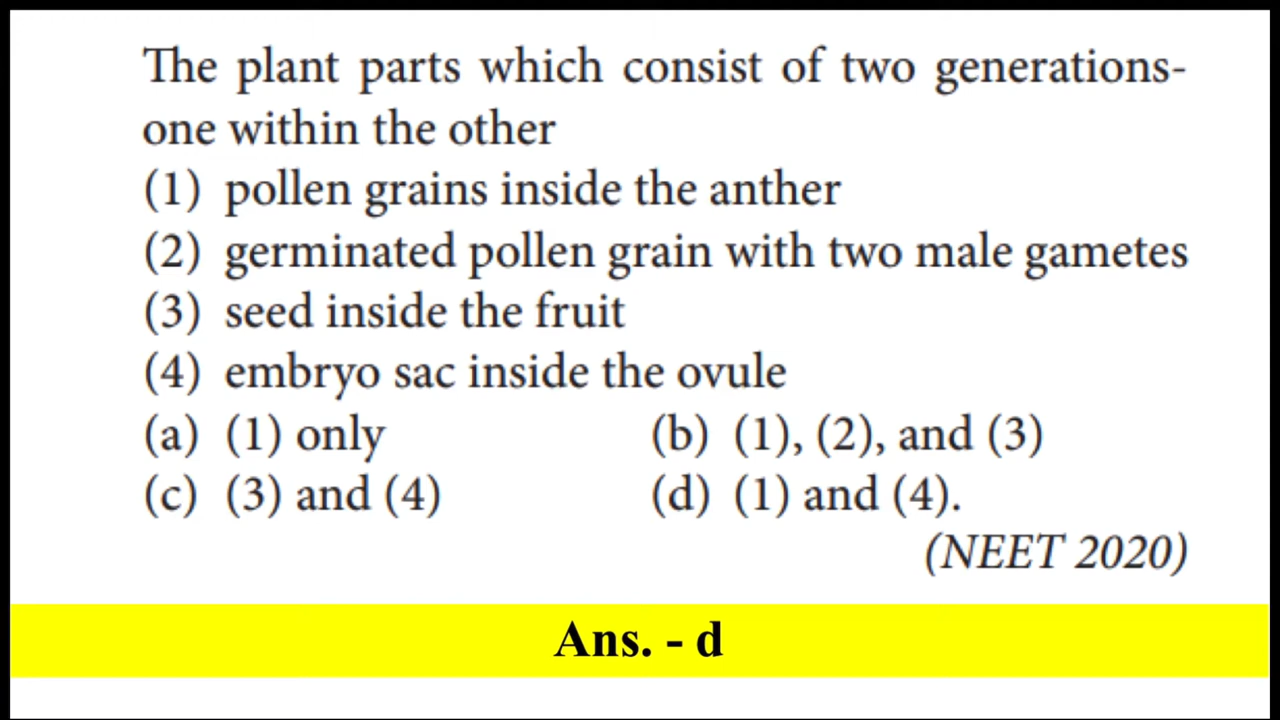 The plant parts which consist of two generations-
one within the other
(1) pollen grains inside the anther
(2) germinated pollen grain with two male gametes
(3) seed inside the fruit
(4) embryo sac inside the ovule
(a) (1) only (b) (1), (2), and (3)
(c) (3) and (4) (d) (1) and (4).
(NEET 2020)
Ans. - d